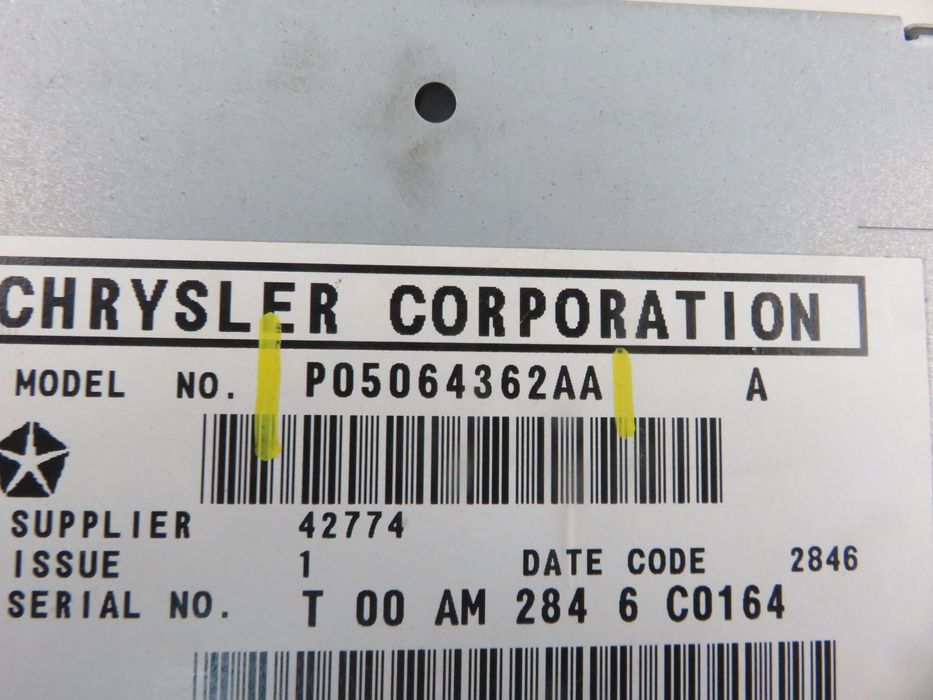 CHRYSLER CORPORATION
MODEL NO. P05064362AA A
SUPPLIER 42774
ISSUE 1 DATE CODE 2846
SERIAL NO. T 00 AM 284 6 C0164